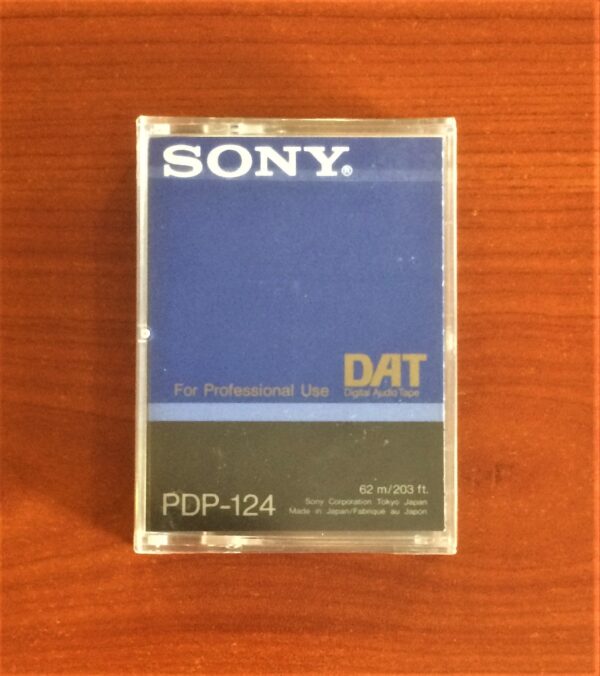 SONY®
DAT
For Professional Use
Digital Audio Tape
62 m/203 ft.
PDP-124
Sony Corporation Tokyo Japan
Made in Japan/Fabriqué au Japon